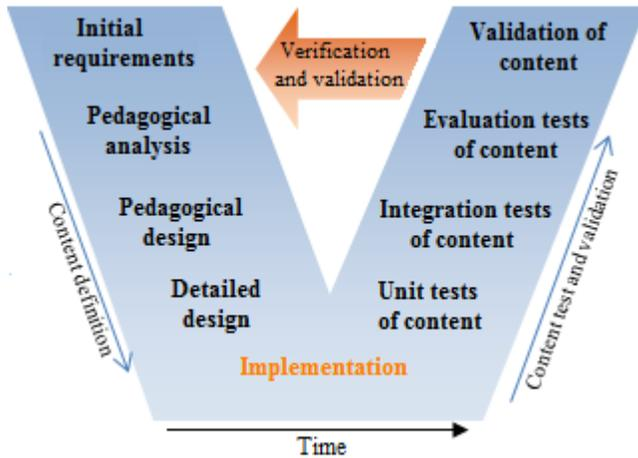 Initial
requirements
Pedagogical
analysis
Pedagogical
design
Detailed
design
Content definition
Implementation
Verification
and validation
Validation of
content
Evaluation tests
of content
Integration tests
of content
Unit tests
of content
Content test and validation
Time